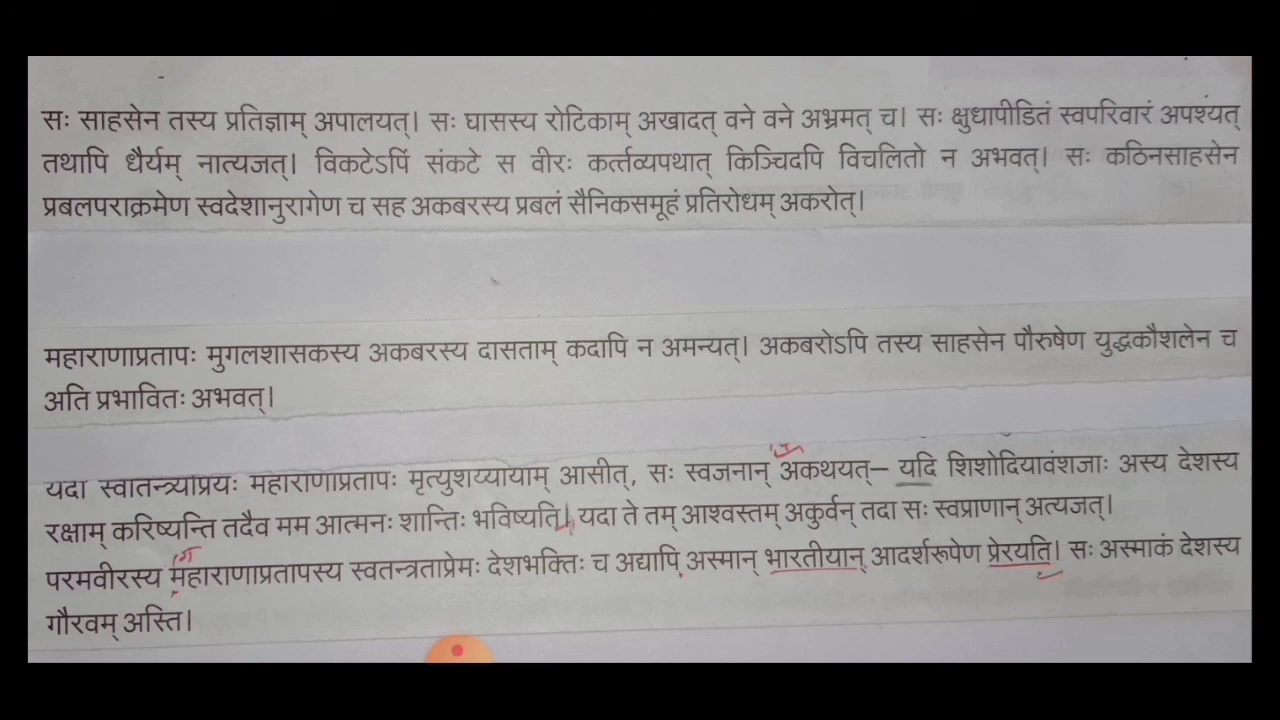 सः साहसेन तस्य प्रतिज्ञाम् अपालयत्। सः घासस्य रोटिकाम् अखादत् वने वने अभ्रमत् च। सः क्षुधापीडितं स्वपरिवारं अपश्यत्
तथापि धैर्यम् नात्यजत्। विकटेऽपि संकटे स वीरः कर्त्तव्यपथात् किञ्चिदपि विचलितो न अभवत्। सः कठिनसाहसेन
प्रबलपराक्रमेण स्वदेशानुरागेण च सह अकबरस्य प्रबलं सैनिकसमूहं प्रतिरोधम् अकरोत्।
महाराणाप्रतापः मुगलशासकस्य अकबरस्य दासताम् कदापि न अमन्यत्। अकबरोऽपि तस्य साहसेन पौरुषेण युद्धकौशलेन च
अति प्रभावितः अभवत्।
यदा स्वातन्त्र्यप्रियः महाराणाप्रतापः मृत्युशय्यायाम् आसीत्, सः स्वजनान् अकथयत्– यदि शिशोदियावंशजाः अस्य देशस्य
रक्षाम् करिष्यन्ति तदैव मम आत्मनः शान्तिः भविष्यति। यदा ते तम् आश्वस्तम् अकुर्वन् तदा सः स्वप्राणान् अत्यजत्।
परमवीरस्य महाराणाप्रतापस्य स्वतन्त्रताप्रेमः देशभक्तिः च अद्यापि अस्मान् भारतीयान् आदर्शरूपेण प्रेरयति। सः अस्माकं देशस्य
गौरवम् अस्ति।